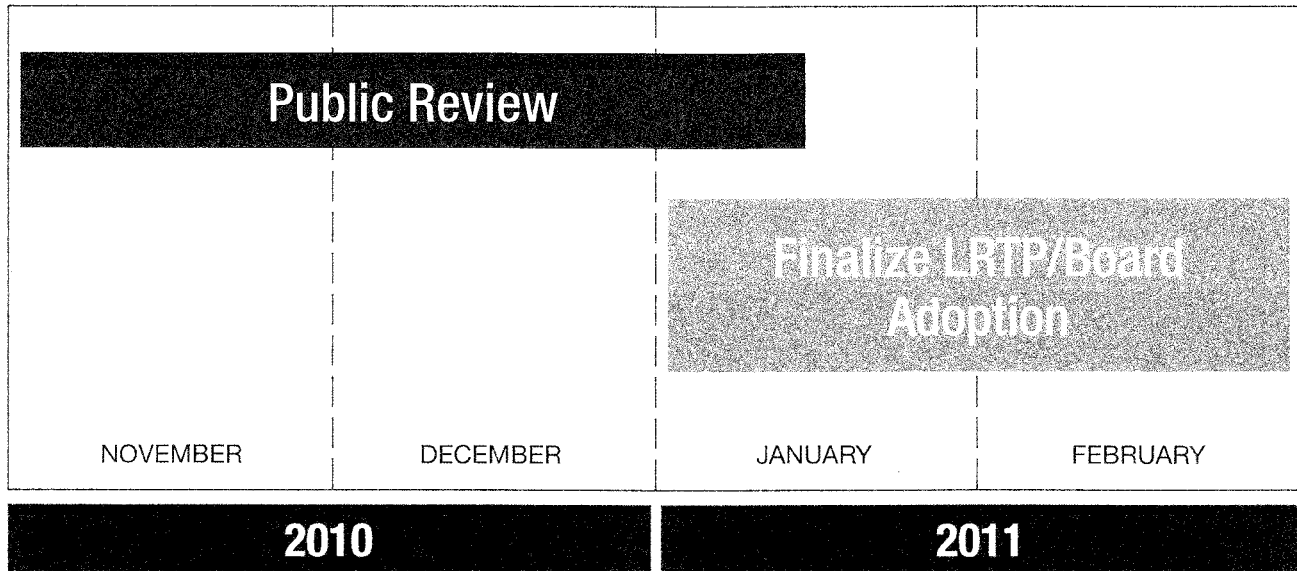 Public Review
Finalize LRTP/Board
Adoption
NOVEMBER DECEMBER JANUARY FEBRUARY
2010 2011